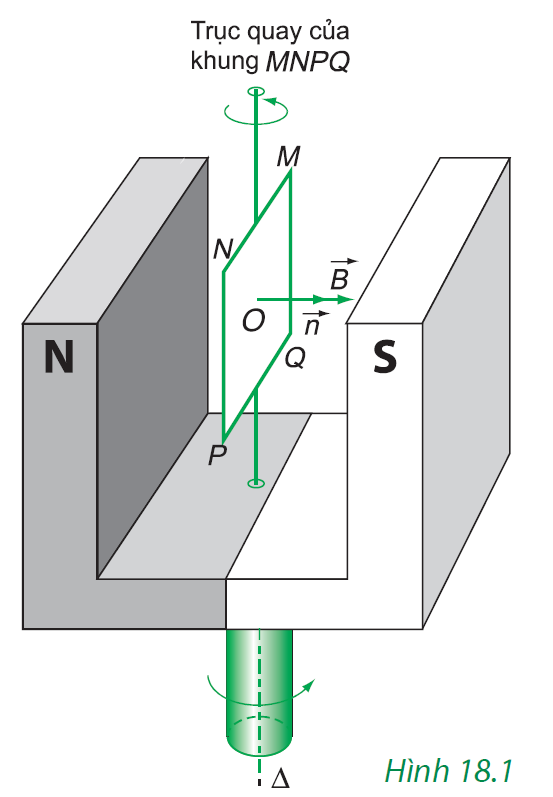 Trục quay của
khung MNPQ
M
N
B
O
n
N
S
Q
P
Δ
Hình 18.1